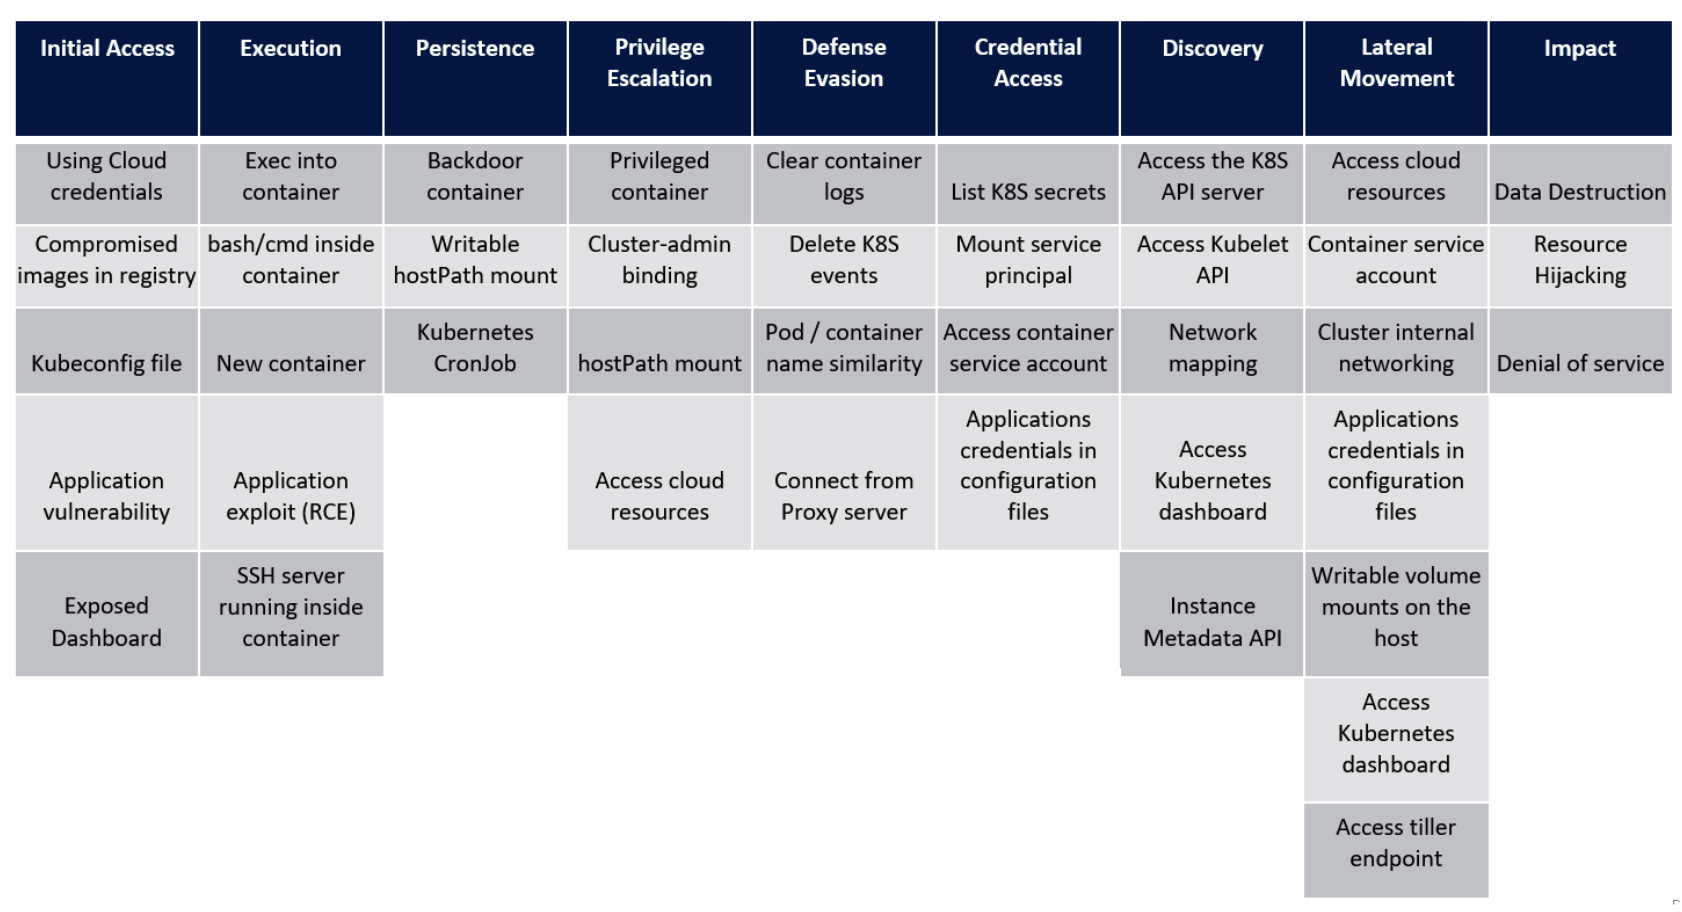 Initial Access
Execution
Persistence
Privilege
Escalation
Defense
Evasion
Credential
Access
Discovery
Lateral
Movement
Impact
Using Cloud
credentials
Exec into
container
Backdoor
container
Privileged
container
Clear container
logs
List K8S secrets
Access the K8S
API server
Access cloud
resources
Data Destruction
Compromised
images in registry
bash/cmd inside
container
Writable
hostPath mount
Cluster-admin
binding
Delete K8S
events
Mount service
principal
Access Kubelet
API
Container service
account
Resource
Hijacking
Kubeconfig file
New container
Kubernetes
CronJob
hostPath mount
Pod / container
name similarity
Access container
service account
Network
mapping
Cluster internal
networking
Denial of service
Application
vulnerability
Application
exploit (RCE)
Access cloud
resources
Connect from
Proxy server
Applications
credentials in
configuration
files
Access
Kubernetes
dashboard
Applications
credentials in
configuration
files
Exposed
Dashboard
SSH server
running inside
container
Instance
Metadata API
Writable volume
mounts on the
host
Access
Kubernetes
dashboard
Access tiller
endpoint